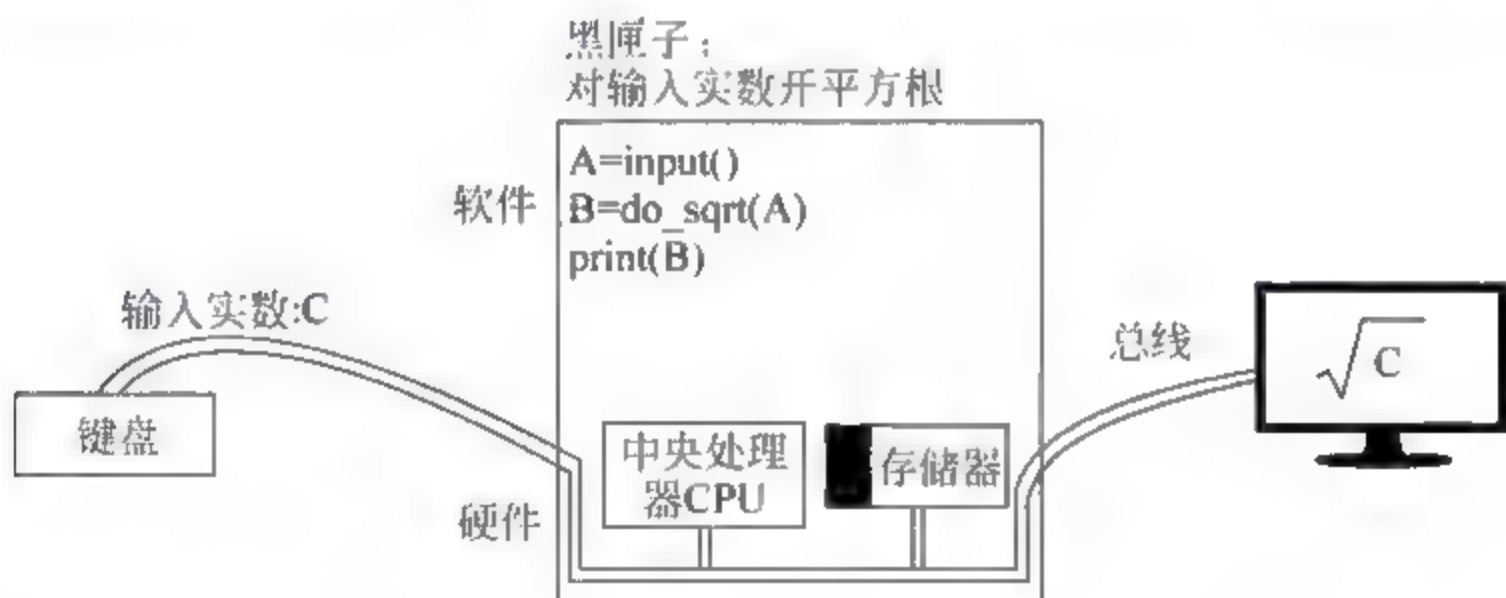 黑匣子：
对输入实数开平方根
A=input()
软件
B=do_sqrt(A)
print(B)
输入实数:C
总线
√C
键盘
中央处理
器CPU
存储器
硬件